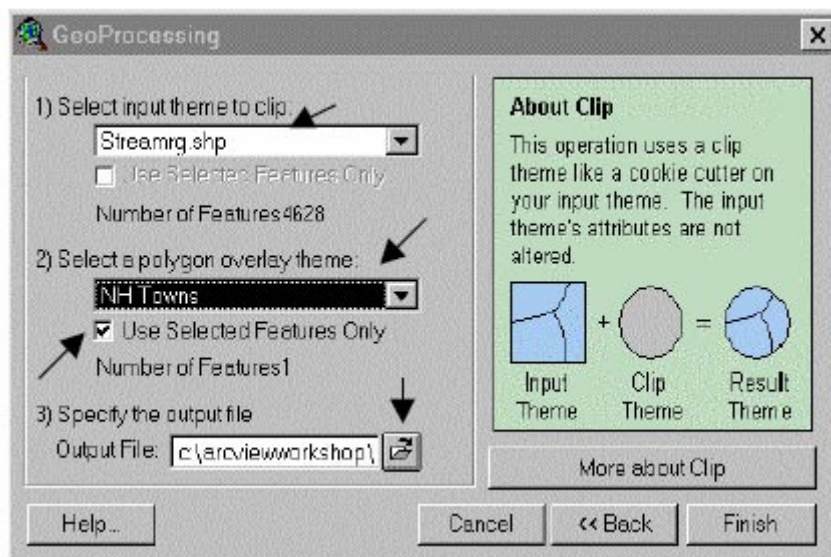 GeoProcessing
1) Select input theme to clip:
Streamrg.shp
Use Selected Features Only
Number of Features4628
2) Select a polygon overlay theme:
NH Towns
Use Selected Features Only
Number of Features1
3) Specify the output file
Output File: c:\arcviewworkshop\
About Clip
This operation uses a clip
theme like a cookie cutter on
your input theme. The input
theme's attributes are not
altered.
+ =
Input Clip Result
Theme Theme Theme
More about Clip
Help... Cancel << Back Finish